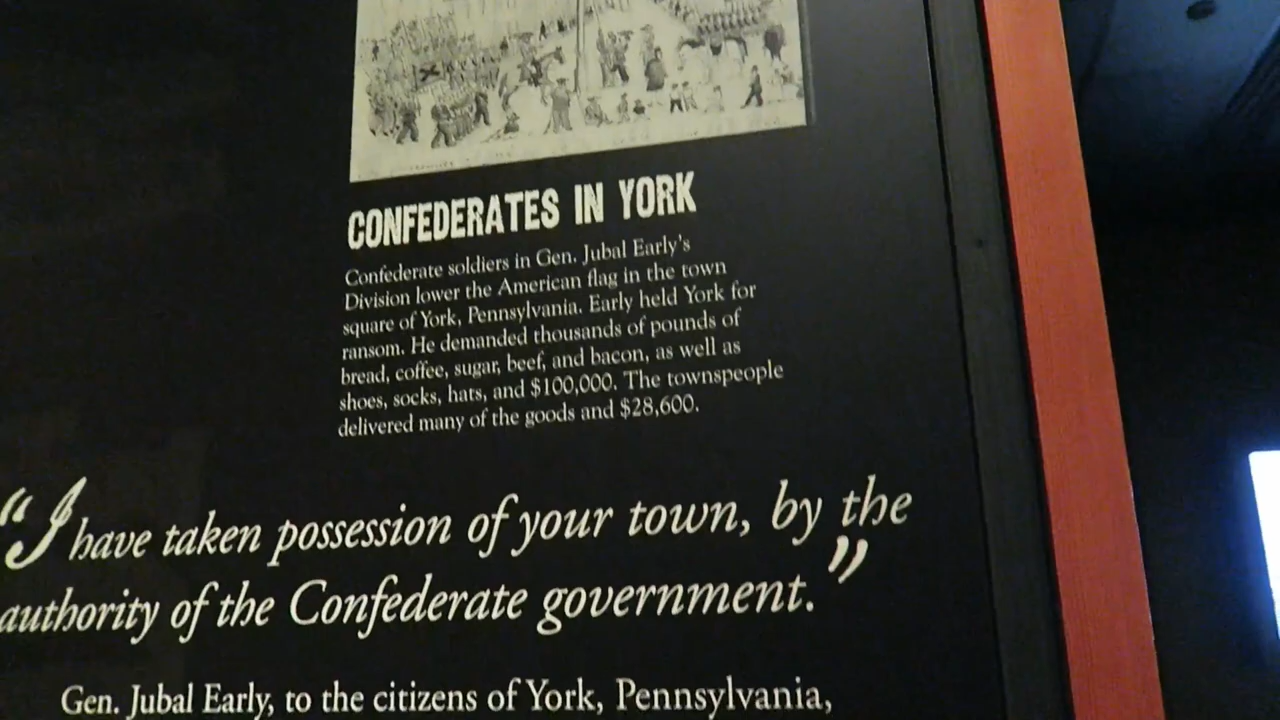 CONFEDERATES IN YORK
Confederate soldiers in Gen. Jubal Early's
Division lower the American flag in the town
square of York, Pennsylvania. Early held York for
ransom. He demanded thousands of pounds of
bread, coffee, sugar, beef, and bacon, as well as
shoes, socks, hats, and $100,000. The townspeople
delivered many of the goods and $28,600.
“I have taken possession of your town, by the
authority of the Confederate government.”
Gen. Jubal Early, to the citizens of York, Pennsylvania,